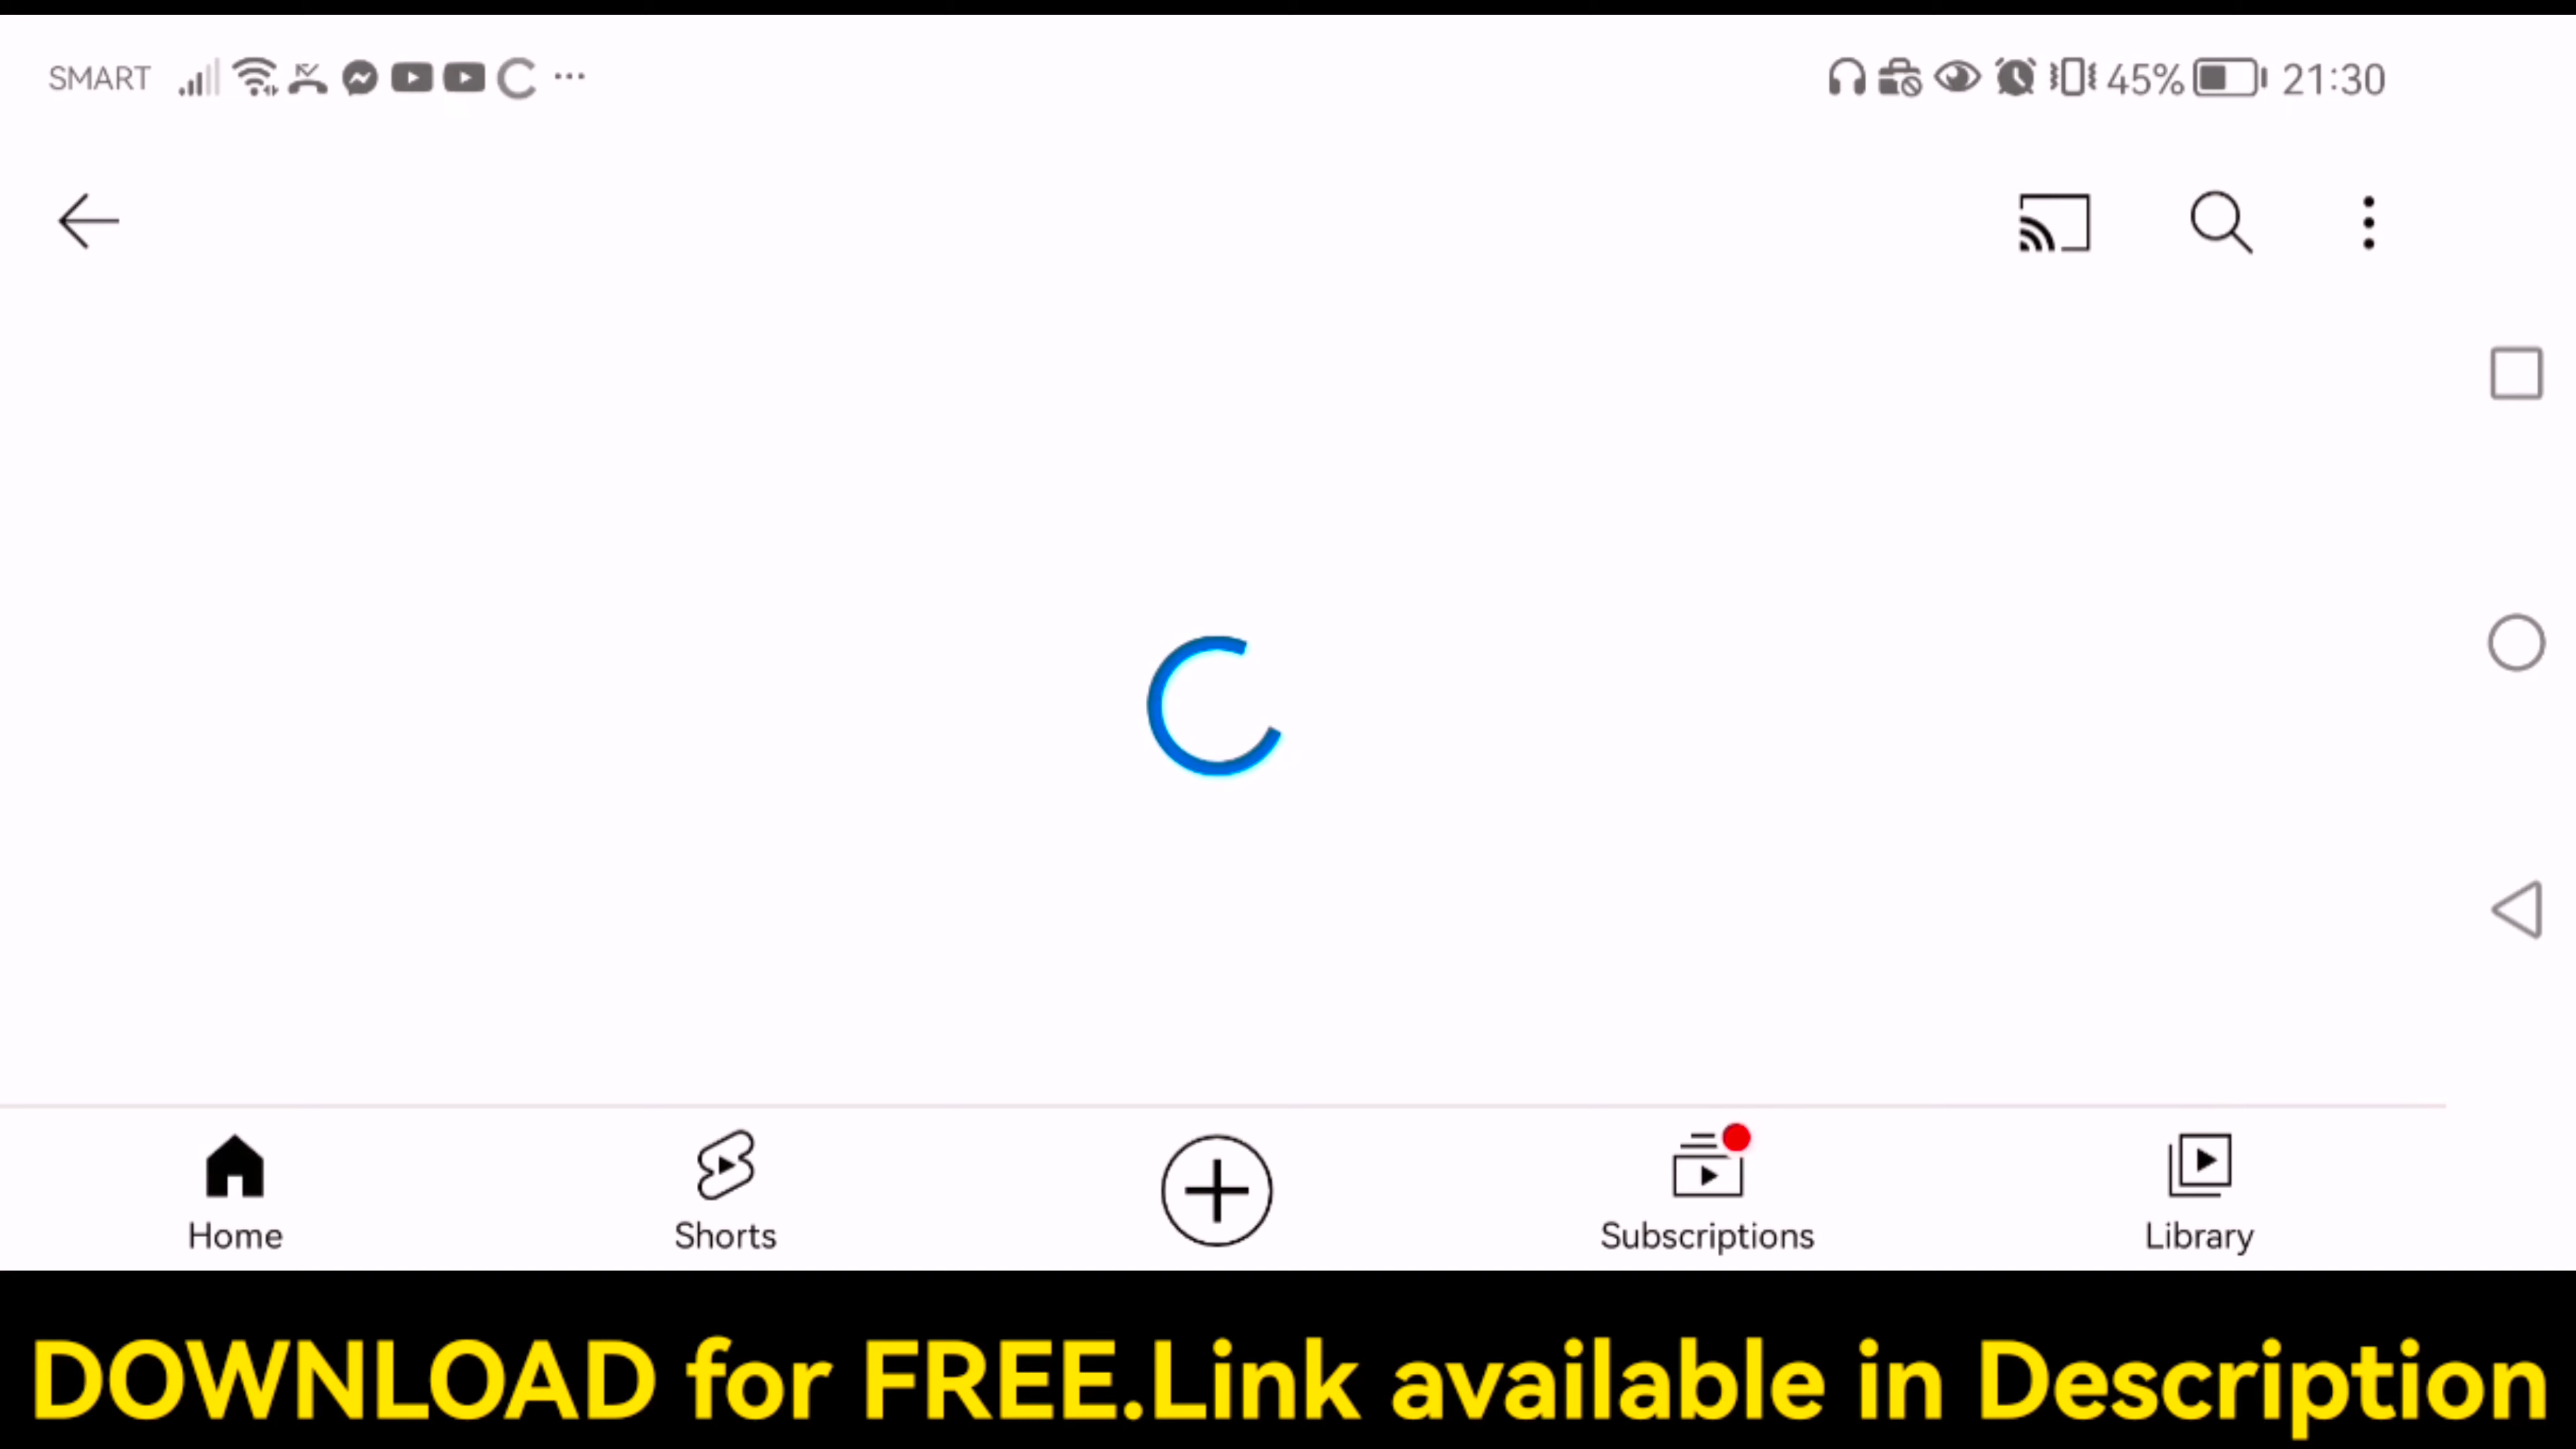 SMART 45% 21:30
Home Shorts Subscriptions Library
DOWNLOAD for FREE.Link available in Description